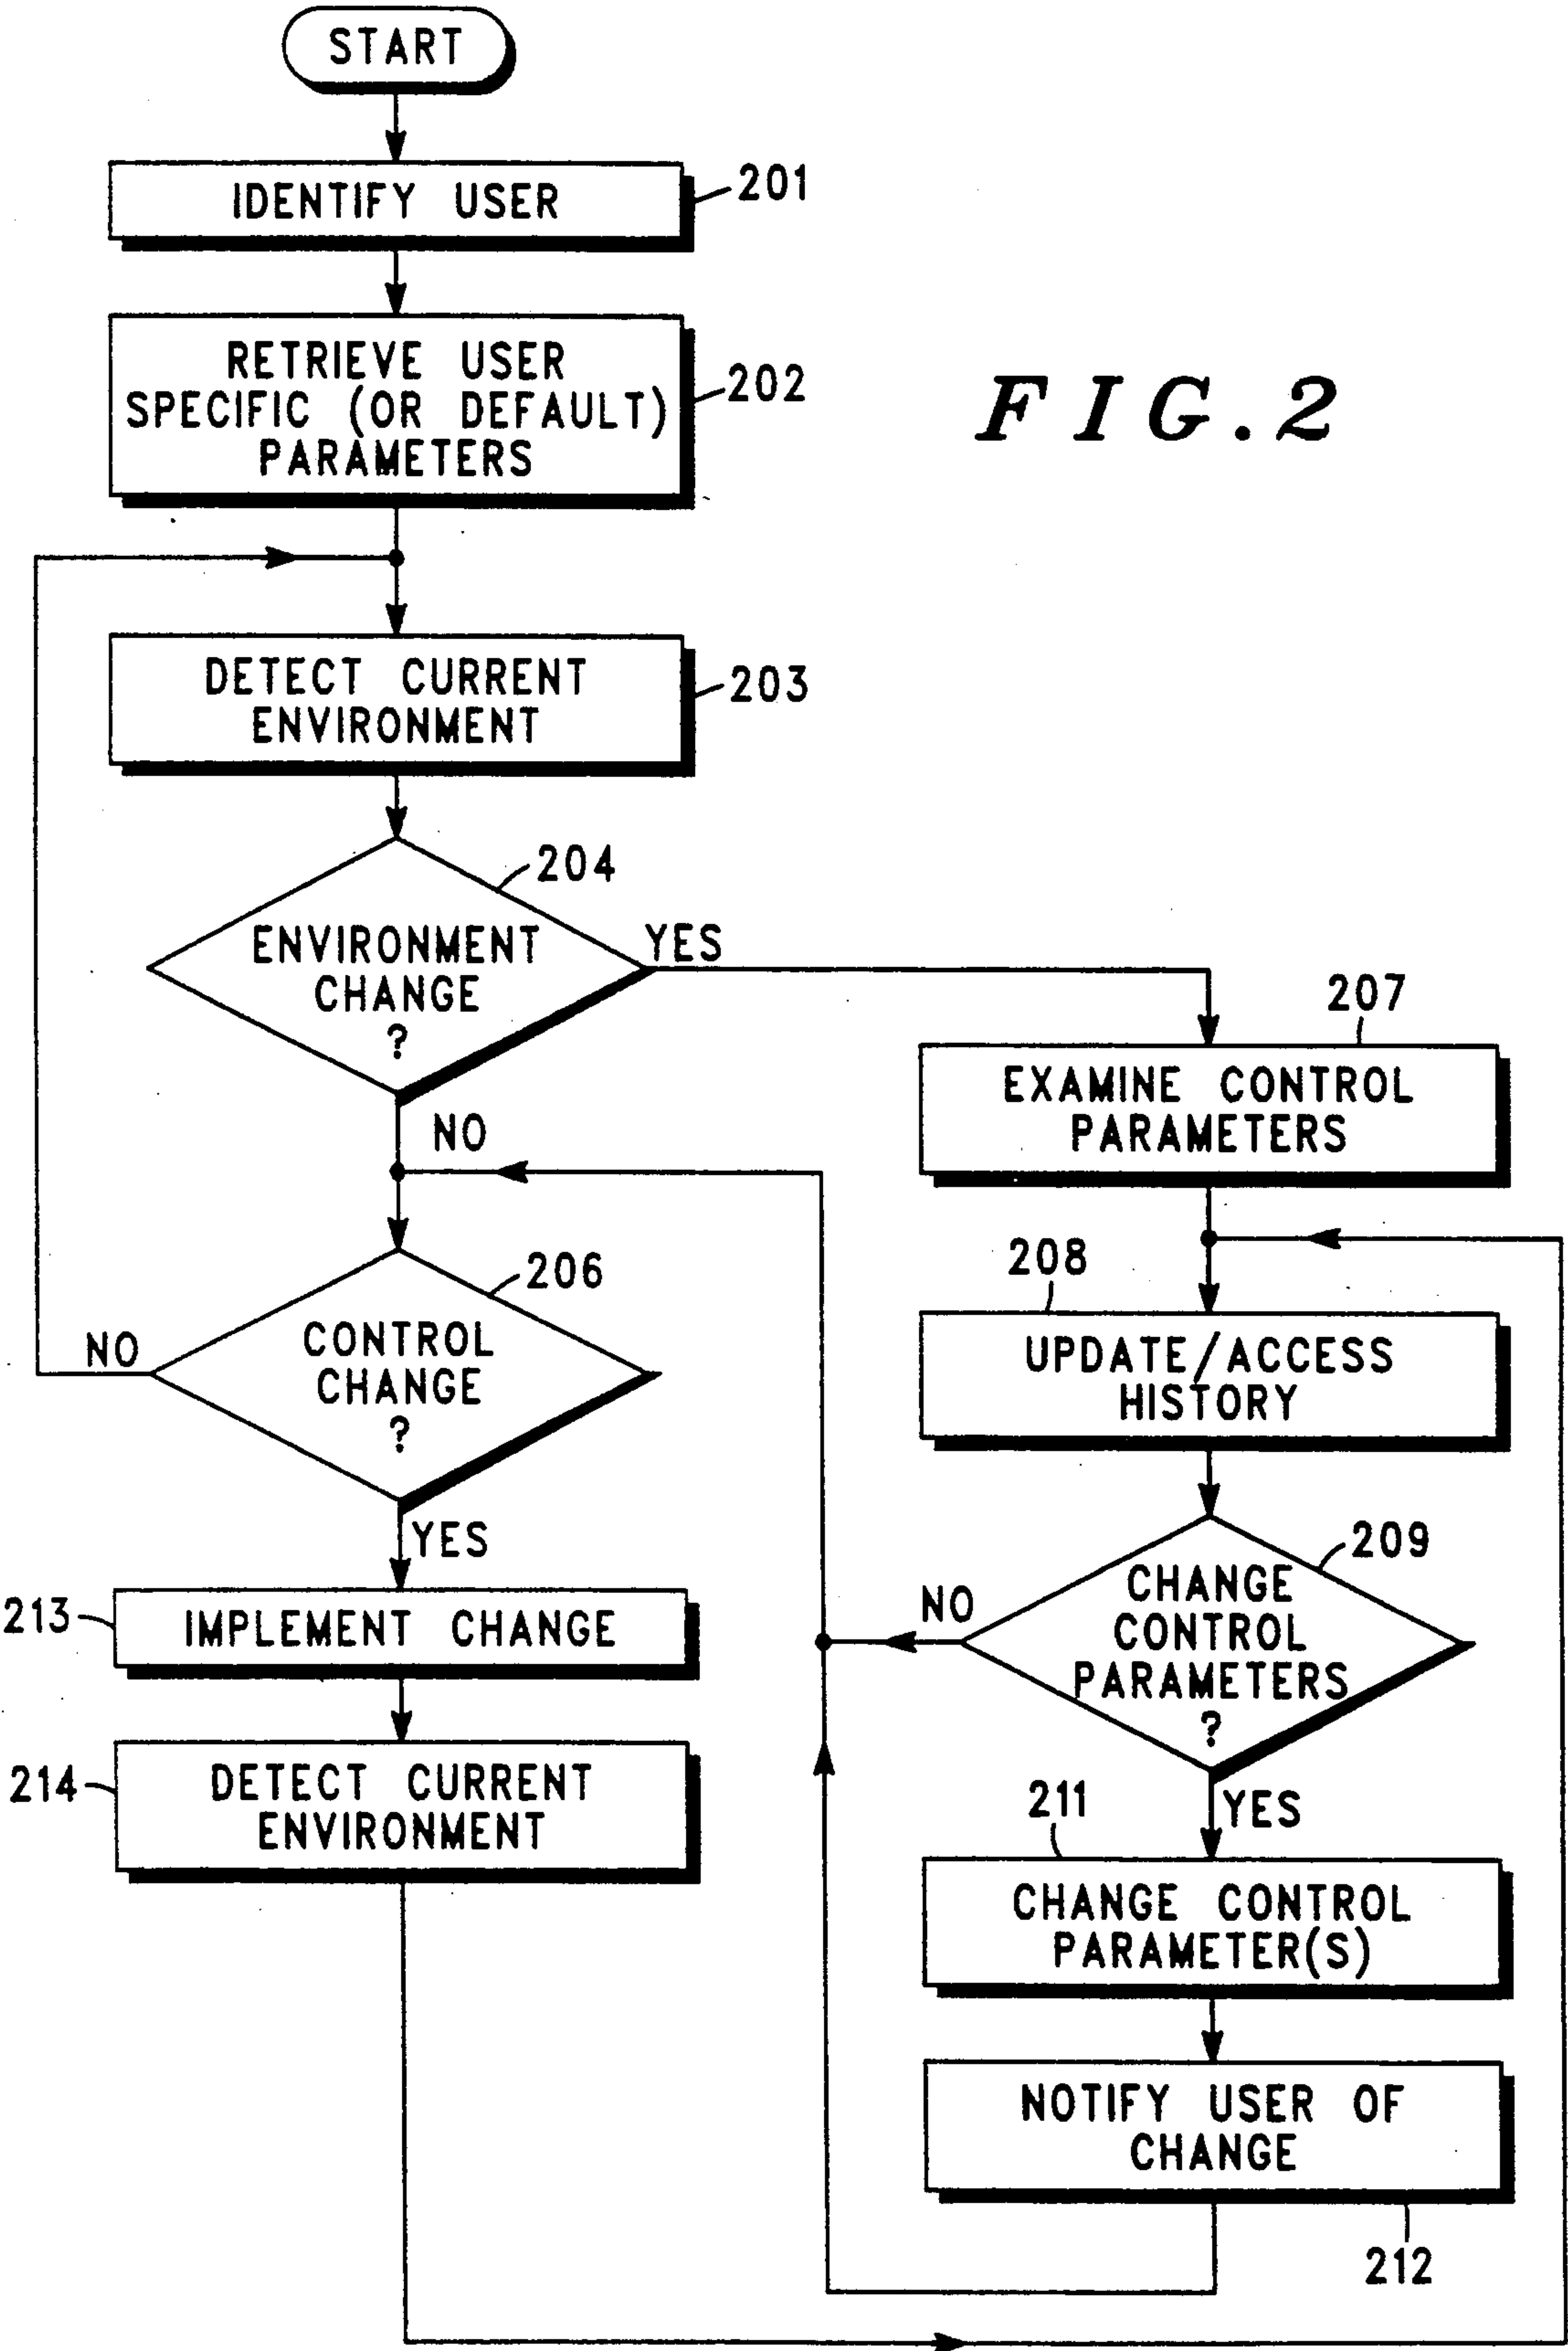 START
IDENTIFY USER
201
RETRIEVE USER
SPECIFIC (OR DEFAULT)
PARAMETERS
202
FIG.2
DETECT CURRENT
ENVIRONMENT
203
204
ENVIRONMENT
CHANGE
?
YES
NO
207
EXAMINE CONTROL
PARAMETERS
206
CONTROL
CHANGE
?
NO
YES
208
UPDATE/ACCESS
HISTORY
209
CHANGE
CONTROL
PARAMETERS
?
NO
YES
213
IMPLEMENT CHANGE
214
DETECT CURRENT
ENVIRONMENT
211
CHANGE CONTROL
PARAMETER(S)
NOTIFY USER OF
CHANGE
212